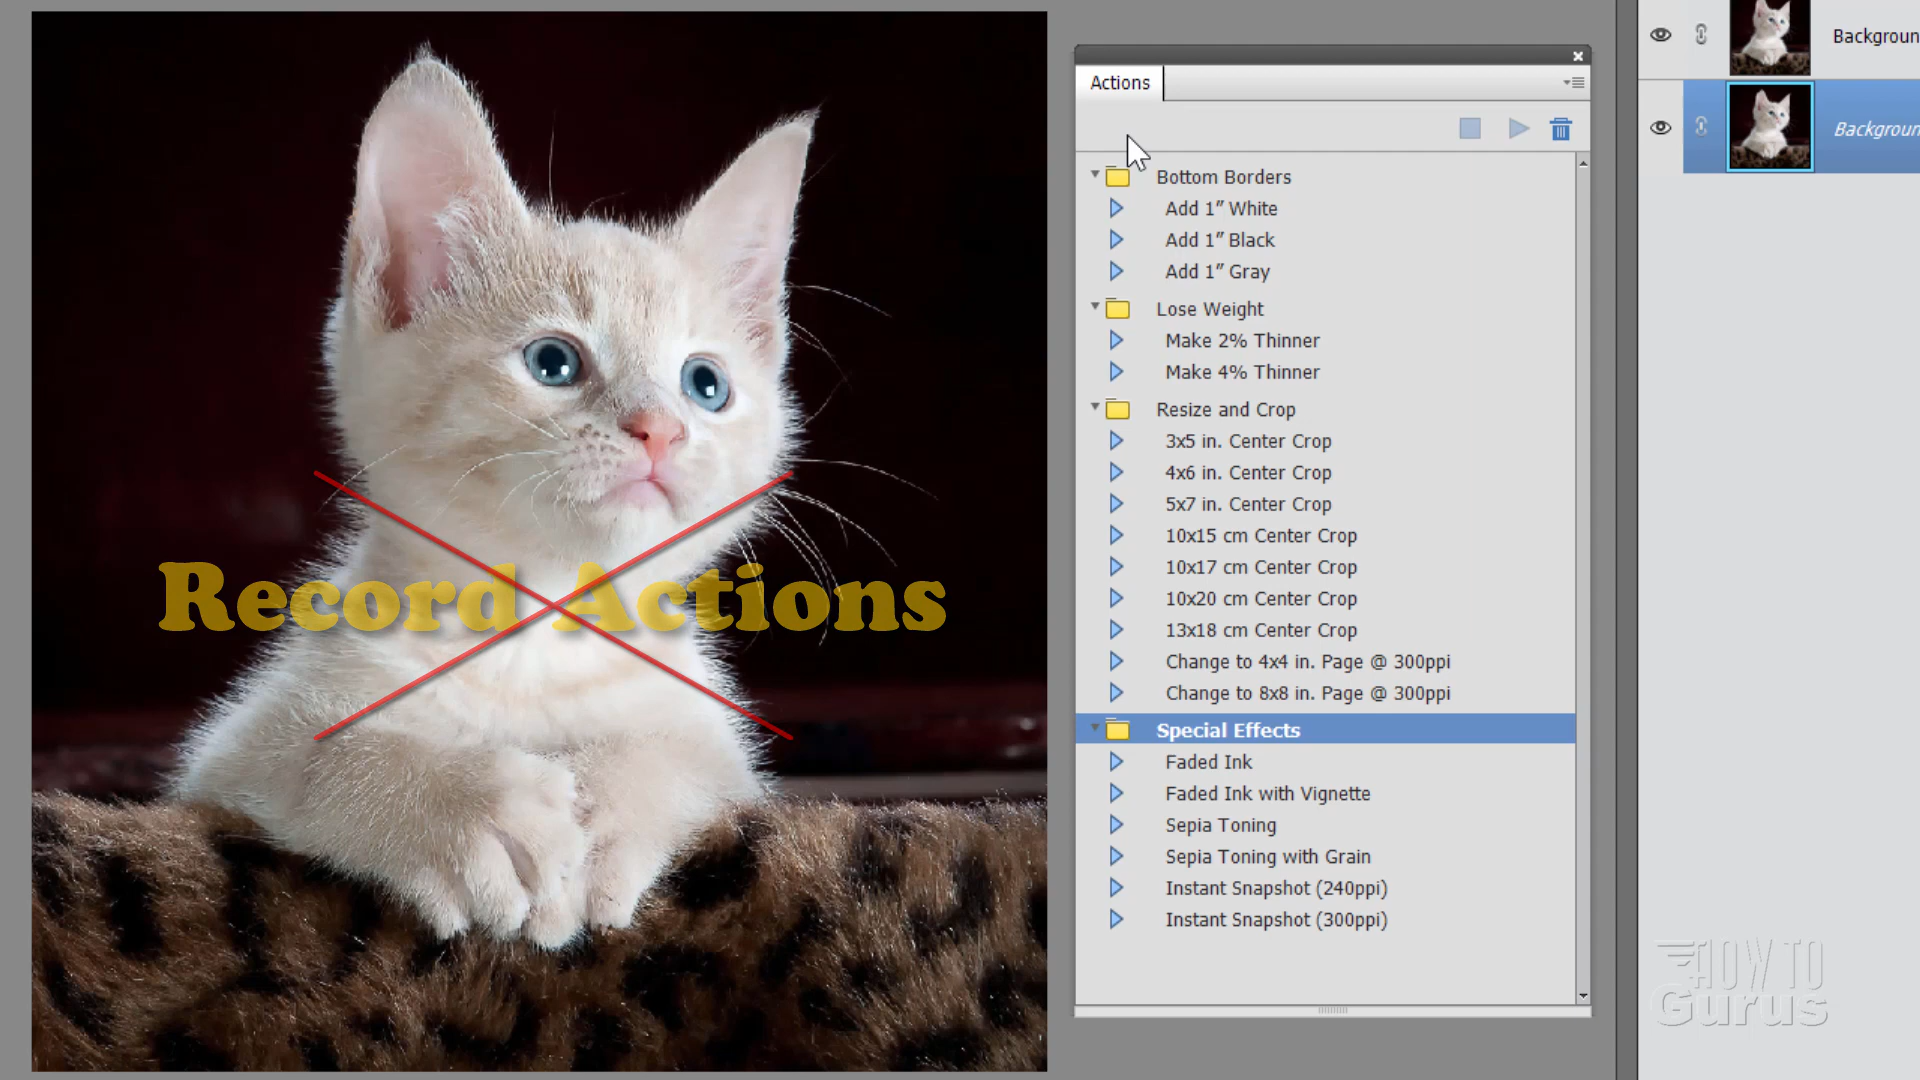 Actions
Bottom Borders
Add 1" White
Add 1" Black
Add 1" Gray
Lose Weight
Make 2% Thinner
Make 4% Thinner
Resize and Crop
3x5 in. Center Crop
4x6 in. Center Crop
5x7 in. Center Crop
10x15 cm Center Crop
10x17 cm Center Crop
10x20 cm Center Crop
13x18 cm Center Crop
Change to 4x4 in. Page @ 300ppi
Change to 8x8 in. Page @ 300ppi
Special Effects
Faded Ink
Faded Ink with Vignette
Sepia Toning
Sepia Toning with Grain
Instant Snapshot (240ppi)
Instant Snapshot (300ppi)
Record Actions
Backgroun
Backgroun
HOW TO
Gurus